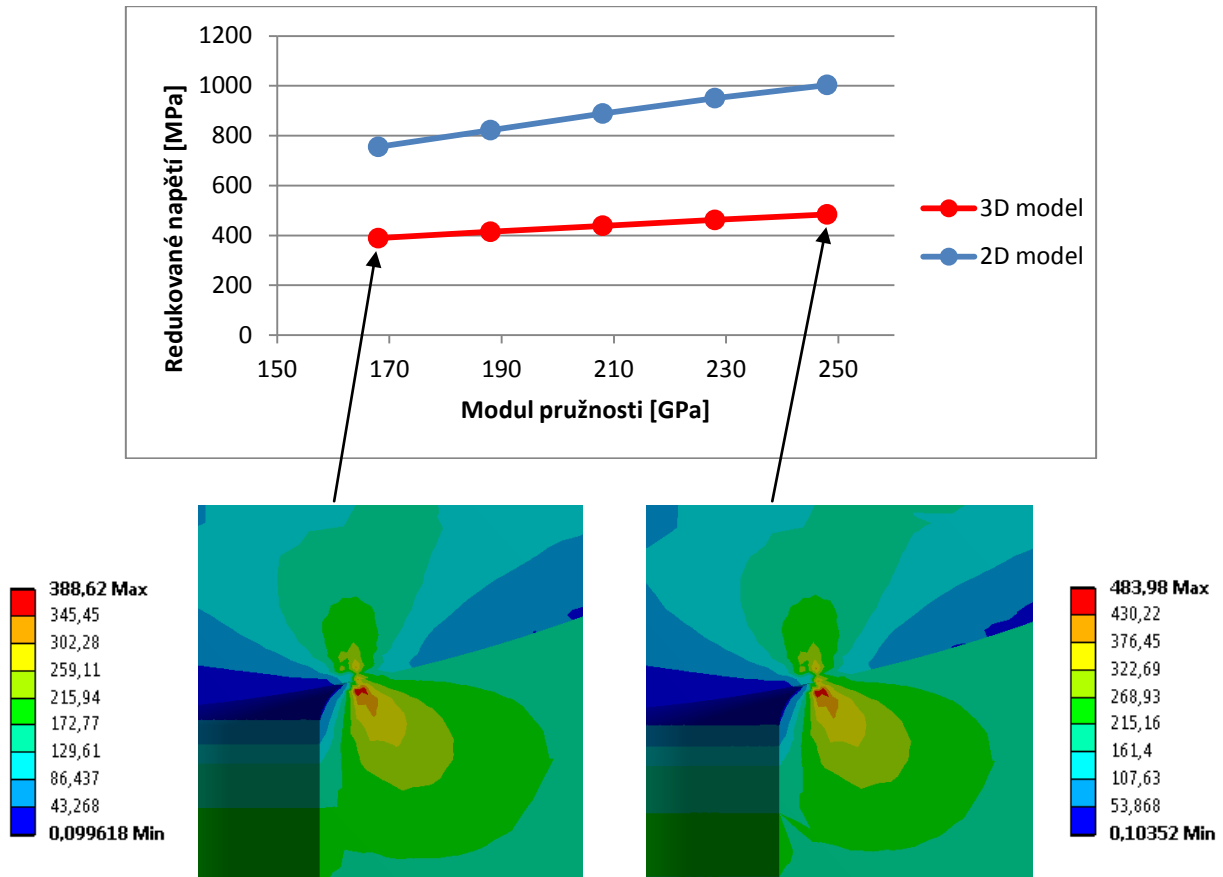 1200
1000
800
600
400
200
0
Redukované napětí [MPa]
150 170 190 210 230 250
Modul pružnosti [GPa]
3D model
2D model
388,62 Max
345,45
302,28
259,11
215,94
172,77
129,61
86,437
43,268
0,099618 Min
483,98 Max
430,22
376,45
322,69
268,93
215,16
161,4
107,63
53,868
0,10352 Min